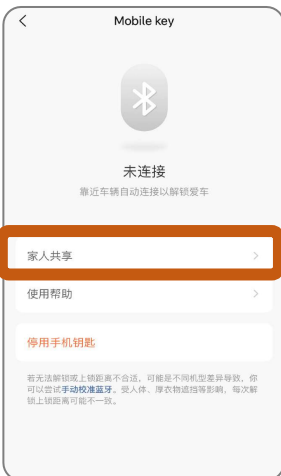 Mobile key
未连接
靠近车辆自动连接以解锁爱车
家人共享
使用帮助
停用手机钥匙
若无法解锁或上锁距离不合适，可能是不同机型差异导致，你
可以尝试手动校准蓝牙。受人体、厚衣物遮挡等影响，每次解
锁上锁距离可能不一致。